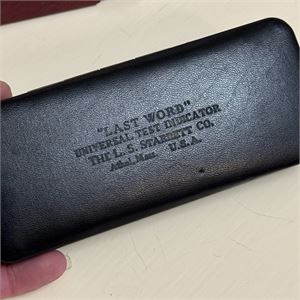 "LAST WORD"
UNIVERSAL TEST INDICATOR
THE L. S. STARRETT CO.
Athol, Mass. U.S.A.